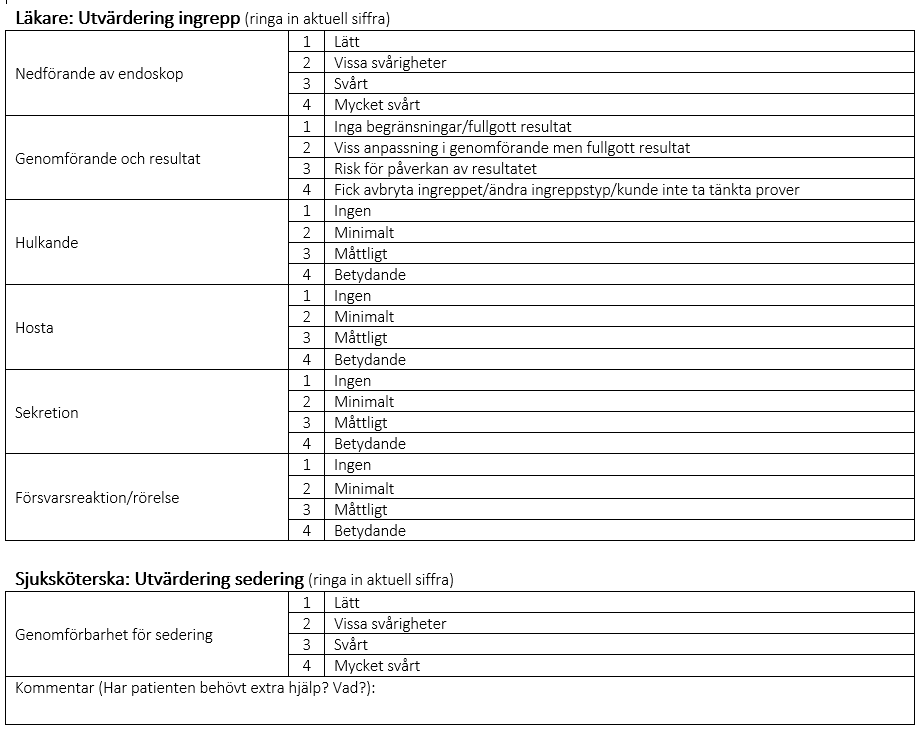 Läkare: Utvärdering ingrepp (ringa in aktuell siffra)
Nedförande av endoskop
1 Lätt
2 Vissa svårigheter
3 Svårt
4 Mycket svårt
Genomförande och resultat
1 Inga begränsningar/fullgott resultat
2 Viss anpassning i genomförande men fullgott resultat
3 Risk för påverkan av resultatet
4 Fick avbryta ingreppet/ändra ingreppstyp/kunde inte ta tänkta prover
Hulkande
1 Ingen
2 Minimalt
3 Måttligt
4 Betydande
Hosta
1 Ingen
2 Minimalt
3 Måttligt
4 Betydande
Sekretion
1 Ingen
2 Minimalt
3 Måttligt
4 Betydande
Försvarsreaktion/rörelse
1 Ingen
2 Minimalt
3 Måttligt
4 Betydande
Sjuksköterska: Utvärdering sedering (ringa in aktuell siffra)
Genomförbarhet för sedering
1 Lätt
2 Vissa svårigheter
3 Svårt
4 Mycket svårt
Kommentar (Har patienten behövt extra hjälp? Vad?):